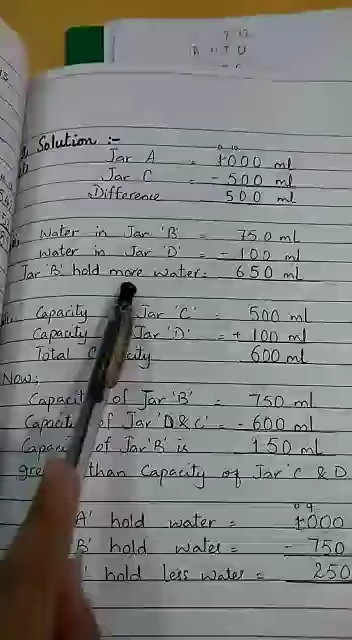 Solution :-
Jar A = 1000 ml
Jar C = - 500 ml
Difference 500 ml
Water in Jar 'B' = 750 ml
Water in Jar 'D' = - 100 ml
Jar 'B' hold more water = 650 ml
Capacity Jar 'C' = 500 ml
Capacity Jar 'D' = + 100 ml
Total 600 ml
Now;
of Jar 'B' = 750 ml
of Jar 'D & C' = - 600 ml
of Jar 'B' is 150 ml
than Capacity of Jar 'C & D
A' hold water = 1000
B' hold water = - 750
hold less water = 250